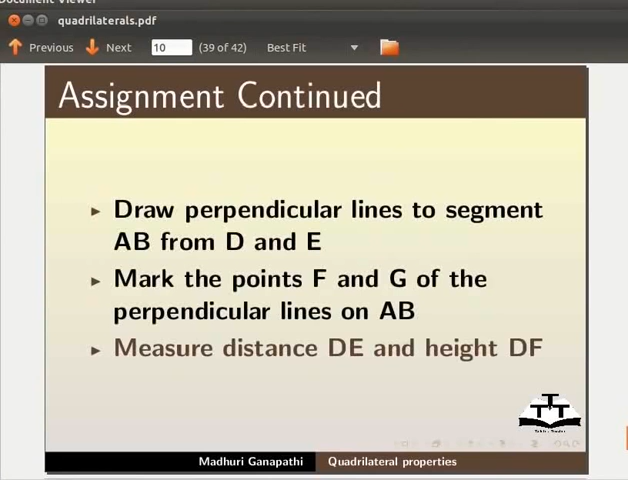 Document Viewer
quadrilaterals.pdf
Previous Next 10 (39 of 42) Best Fit
Assignment Continued
Draw perpendicular lines to segment
AB from D and E
Mark the points F and G of the
perpendicular lines on AB
Measure distance DE and height DF
Madhuri Ganapathi Quadrilateral properties